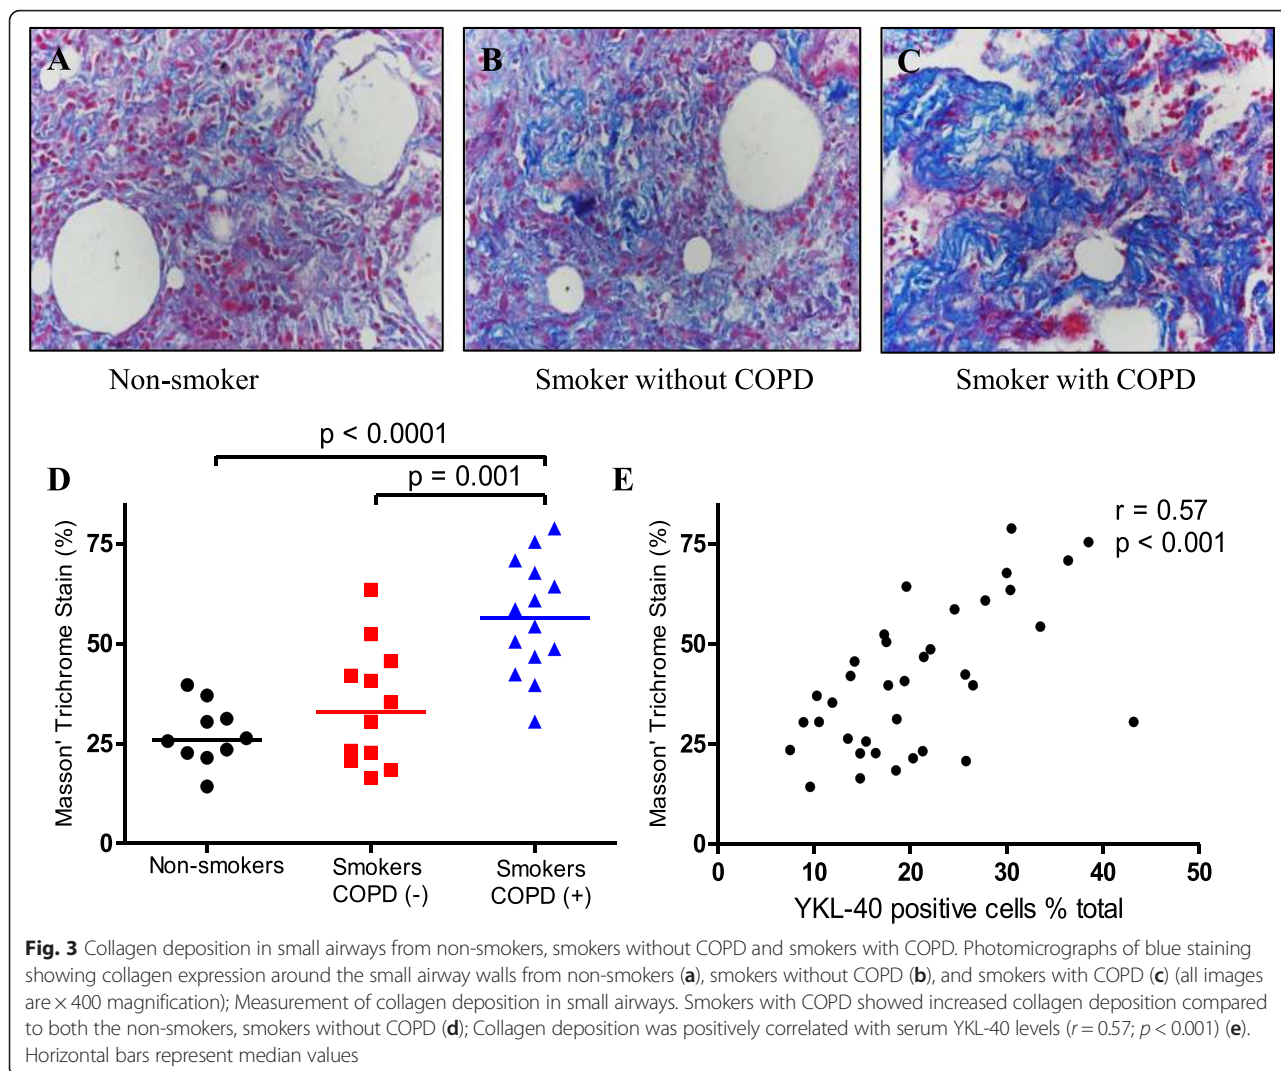 A
B
C
Non-smoker
Smoker without COPD
Smoker with COPD
p < 0.0001
p = 0.001
D
Masson' Trichrome Stain (%)
75
50
25
0
Non-smokers
Smokers
COPD (-)
Smokers
COPD (+)
E
r = 0.57
p < 0.001
Masson' Trichrome Stain (%)
75
50
25
0
0 10 20 30 40 50
YKL-40 positive cells % total
Fig. 3 Collagen deposition in small airways from non-smokers, smokers without COPD and smokers with COPD. Photomicrographs of blue staining
showing collagen expression around the small airway walls from non-smokers (a), smokers without COPD (b), and smokers with COPD (c) (all images
are × 400 magnification); Measurement of collagen deposition in small airways. Smokers with COPD showed increased collagen deposition compared
to both the non-smokers, smokers without COPD (d); Collagen deposition was positively correlated with serum YKL-40 levels (r = 0.57; p < 0.001) (e).
Horizontal bars represent median values